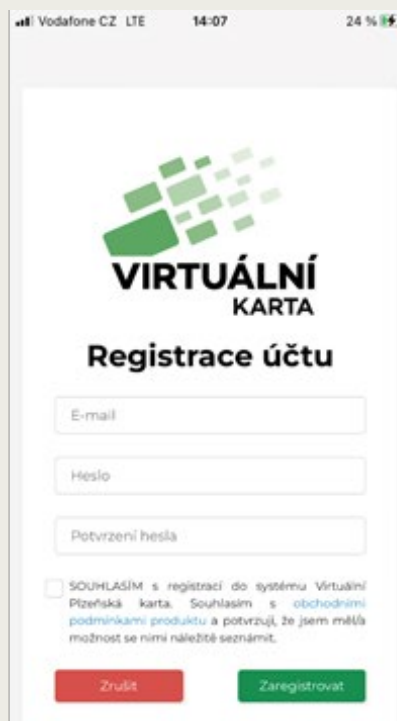 Vodafone CZ LTE 14:07 24 %
VIRTUÁLNÍ
KARTA
Registrace účtu
E-mail
Heslo
Potvrzení hesla
SOUHLASÍM s registrací do systému Virtuální
Plzeňská karta. Souhlasím s obchodními
podmínkami produktu a potvrzuji, že jsem měl/a
možnost se nimi náležitě seznámit.
Zrušit Zaregistrovat